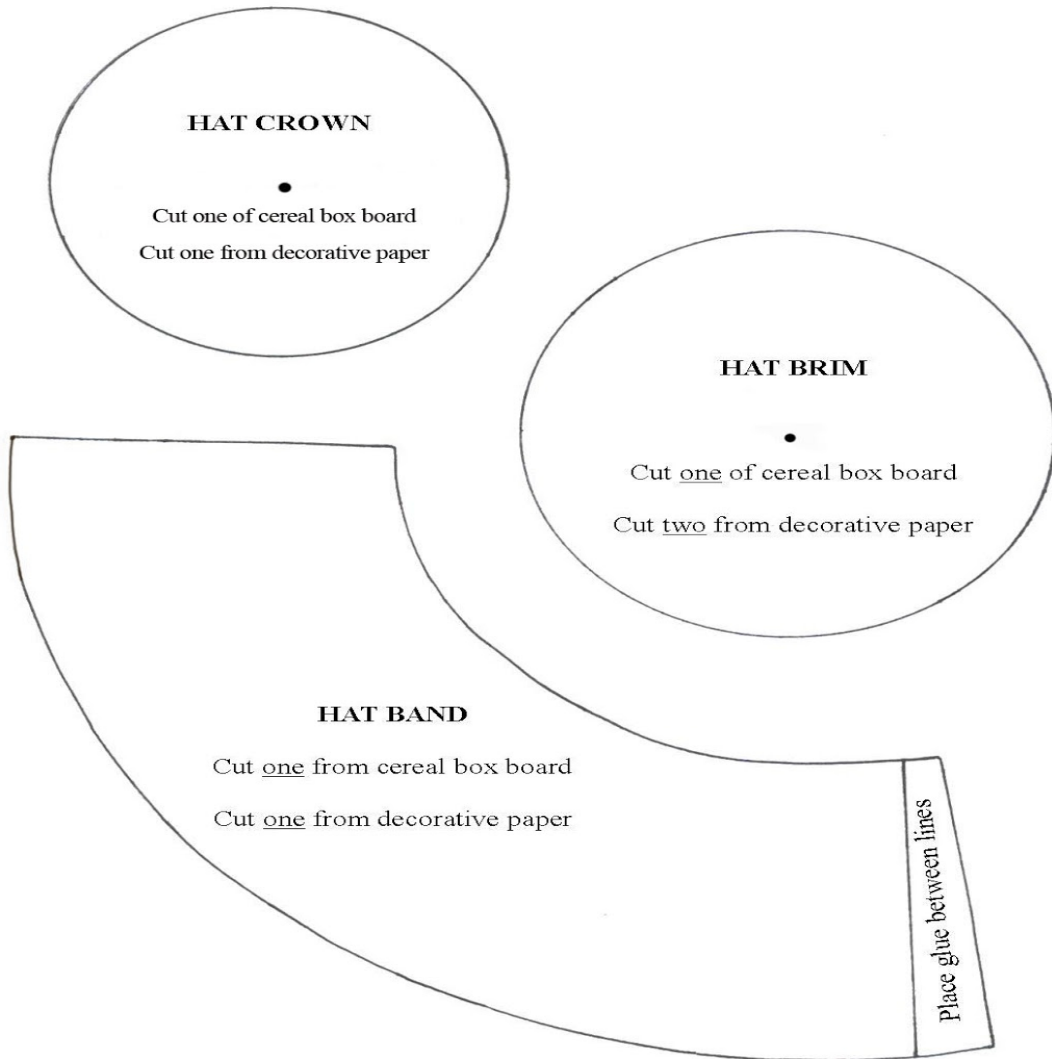 HAT CROWN
Cut one of cereal box board
Cut one from decorative paper
HAT BRIM
Cut one of cereal box board
Cut two from decorative paper
HAT BAND
Cut one from cereal box board
Cut one from decorative paper
Place glue between lines